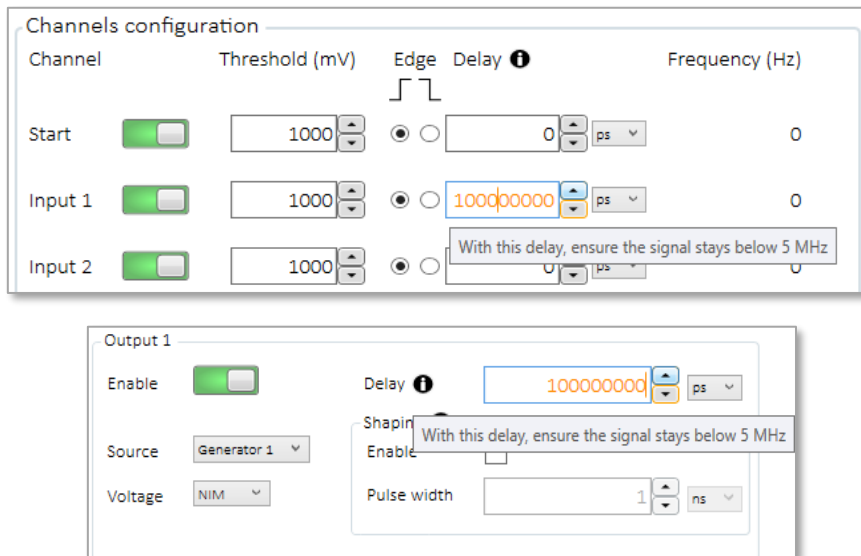 Channels configuration
Channel Threshold (mV) Edge Delay Frequency (Hz)
Start 1000 0 ps 0
Input 1 1000 100000000 ps 0
With this delay, ensure the signal stays below 5 MHz
Input 2 1000 0 ps 0
Output 1
Enable Delay 100000000 ps
With this delay, ensure the signal stays below 5 MHz
Source Generator 1 Enable
Voltage NIM Pulse width 1 ns